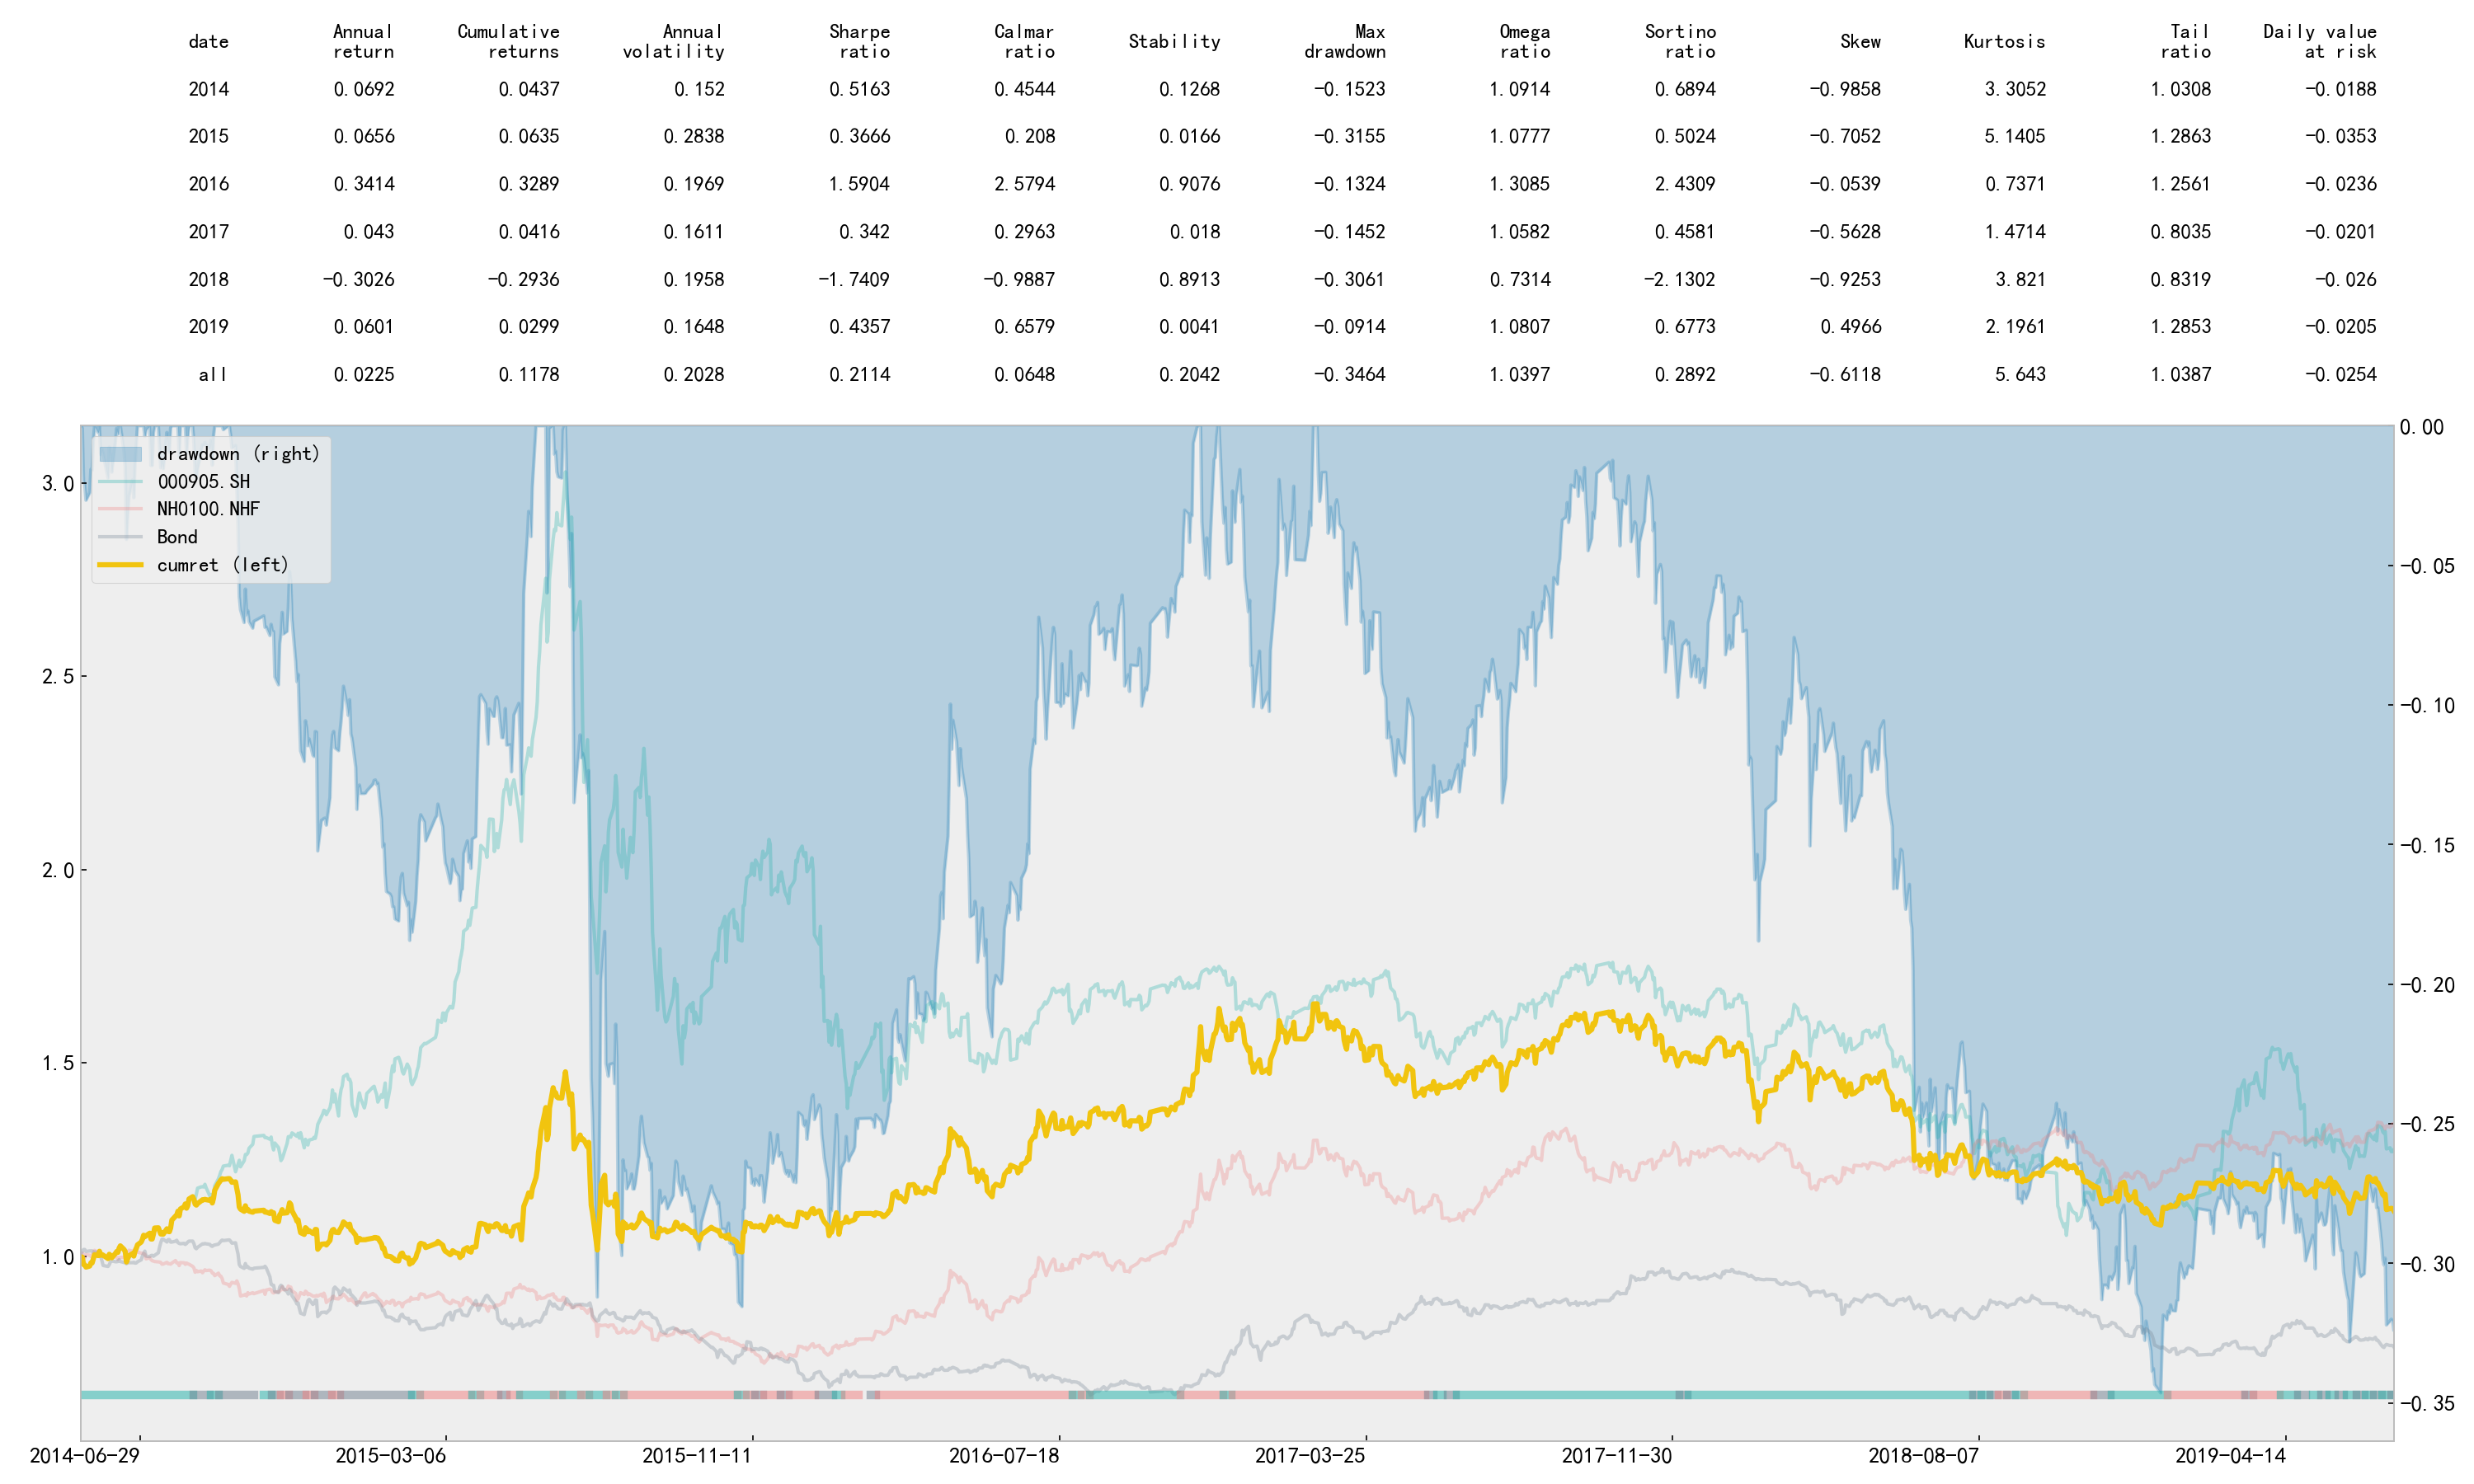 date Annual return Cumulative returns Annual volatility Sharpe ratio Calmar ratio Stability Max drawdown Omega ratio Sortino ratio Skew Kurtosis Tail ratio Daily value at risk
2014 0.0692 0.0437 0.152 0.5163 0.4544 0.1268 -0.1523 1.0914 0.6894 -0.9858 3.3052 1.0308 -0.0188
2015 0.0656 0.0635 0.2838 0.3666 0.208 0.0166 -0.3155 1.0777 0.5024 -0.7052 5.1405 1.2863 -0.0353
2016 0.3414 0.3289 0.1969 1.5904 2.5794 0.9076 -0.1324 1.3085 2.4309 -0.0539 0.7371 1.2561 -0.0236
2017 0.043 0.0416 0.1611 0.342 0.2963 0.018 -0.1452 1.0582 0.4581 -0.5628 1.4714 0.8035 -0.0201
2018 -0.3026 -0.2936 0.1958 -1.7409 -0.9887 0.8913 -0.3061 0.7314 -2.1302 -0.9253 3.821 0.8319 -0.026
2019 0.0601 0.0299 0.1648 0.4357 0.6579 0.0041 -0.0914 1.0807 0.6773 0.4966 2.1961 1.2853 -0.0205
all 0.0225 0.1178 0.2028 0.2114 0.0648 0.2042 -0.3464 1.0397 0.2892 -0.6118 5.643 1.0387 -0.0254
drawdown (right)
000905.SH
NH0100.NHF
Bond
cumret (left)
3.0
2.5
2.0
1.5
1.0
0.00
-0.05
-0.10
-0.15
-0.20
-0.25
-0.30
-0.35
2014-06-29 2015-03-06 2015-11-11 2016-07-18 2017-03-25 2017-11-30 2018-08-07 2019-04-14